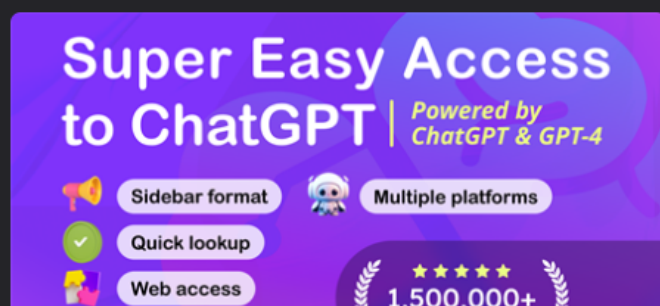 Super Easy Access
to ChatGPT
Powered by
ChatGPT & GPT-4
Sidebar format
Multiple platforms
Quick lookup
Web access
1,500,000+